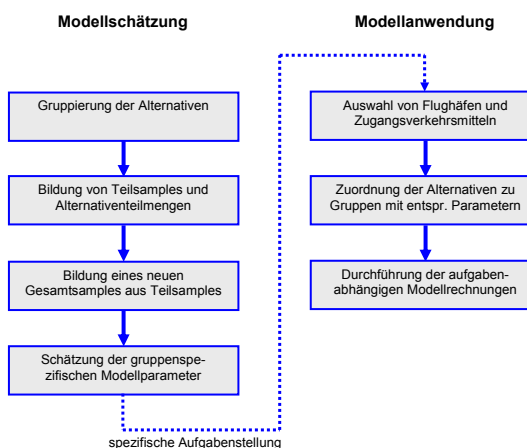 Modellschätzung
Gruppierung der Alternativen
Bildung von Teilsamples und
Alternativenteilmengen
Bildung eines neuen
Gesamtsamples aus Teilsamples
Schätzung der gruppenspe-
zifischen Modellparameter
spezifische Aufgabenstellung
Modellanwendung
Auswahl von Flughäfen und
Zugangsverkehrsmitteln
Zuordnung der Alternativen zu
Gruppen mit entspr. Parametern
Durchführung der aufgaben-
abhängigen Modellrechnungen